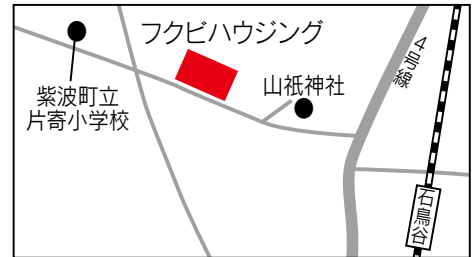 フクビハウジング
4号線
紫波町立
片寄小学校
山祇神社
石鳥谷